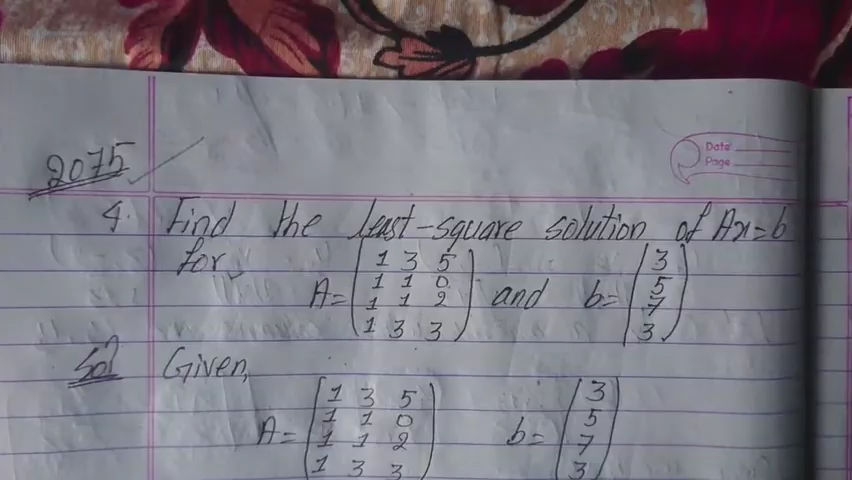 Date
Page
2075
4. Find the least-square solution of Ax=b
for,
A= (1 3 5
1 1 0
1 1 2
1 3 3) and b= (3
5
7
3)
Sol Given,
A= [1 3 5
1 1 0
1 1 2
1 3 3] b= [3
5
7
3]